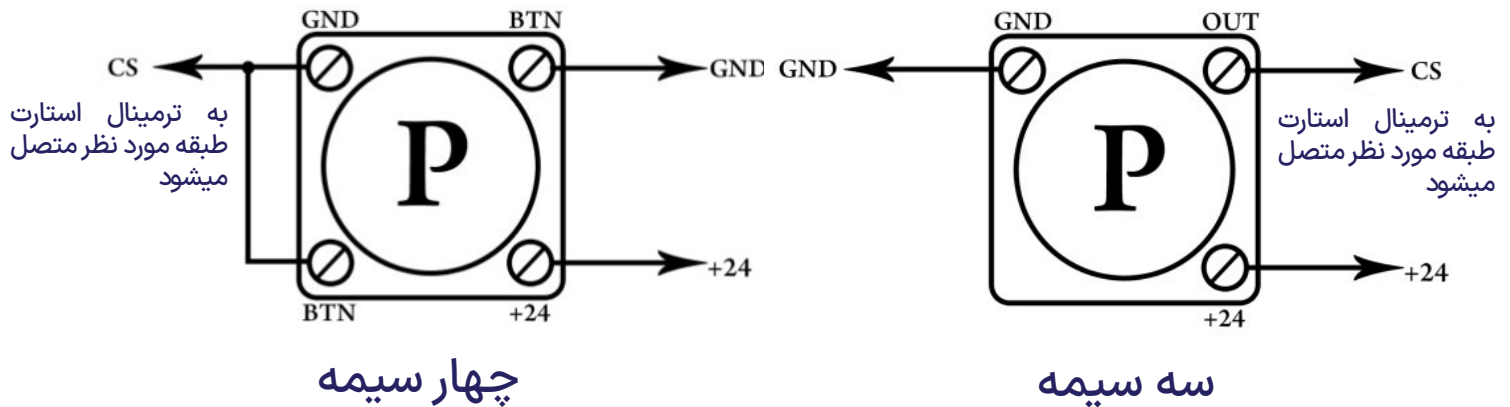 GND BTN
CS GND
به ترمینال استارت
طبقه مورد نظر متصل
میشود
P
+24
BTN +24
چهار سیمه
GND OUT
GND CS
به ترمینال استارت
طبقه مورد نظر متصل
میشود
P
+24
+24
سه سیمه